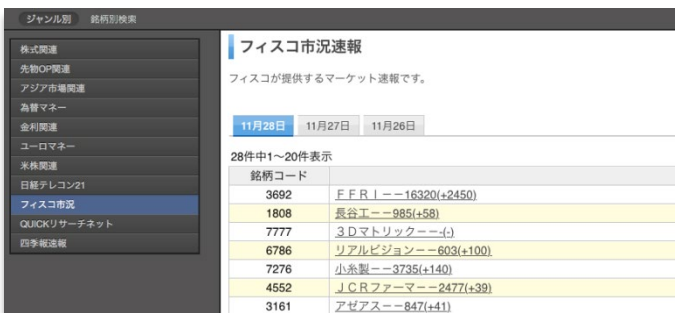 ジャンル別 銘柄別検索
株式関連
先物OP関連
アジア市場関連
為替マネー
金利関連
ユーロマネー
米株関連
日経テレコン21
フィスコ市況
QUICKリサーチネット
四季報速報
フィスコ市況速報
フィスコが提供するマーケット速報です。
11月28日 11月27日 11月26日
28件中1～20件表示
銘柄コード
3692 ＦＦＲＩ－－16320(+2450)
1808 長谷工－－985(+58)
7777 ３Ｄマトリック－－-(-)
6786 リアルビジョン－－603(+100)
7276 小糸製－－3735(+140)
4552 ＪＣＲファーマ－－2477(+39)
3161 アゼアス－－847(+41)